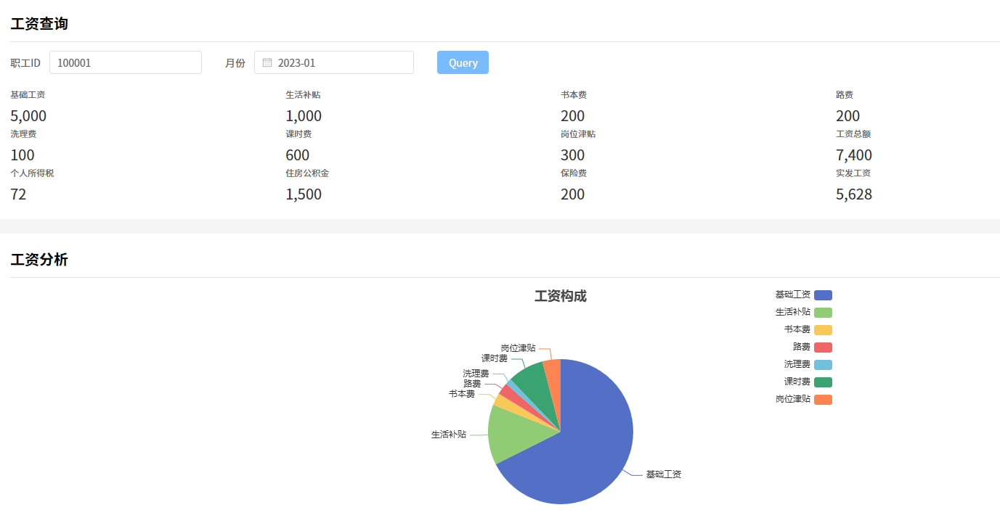 工资查询
职工ID 100001 月份 2023-01 Query
基础工资 生活补贴 书本费 路费
5,000 1,000 200 200
洗理费 课时费 岗位津贴 工资总额
100 600 300 7,400
个人所得税 住房公积金 保险费 实发工资
72 1,500 200 5,628
工资分析
工资构成
基础工资
生活补贴
书本费
路费
洗理费
课时费
岗位津贴
岗位津贴
课时费
洗理费
路费
书本费
生活补贴
基础工资